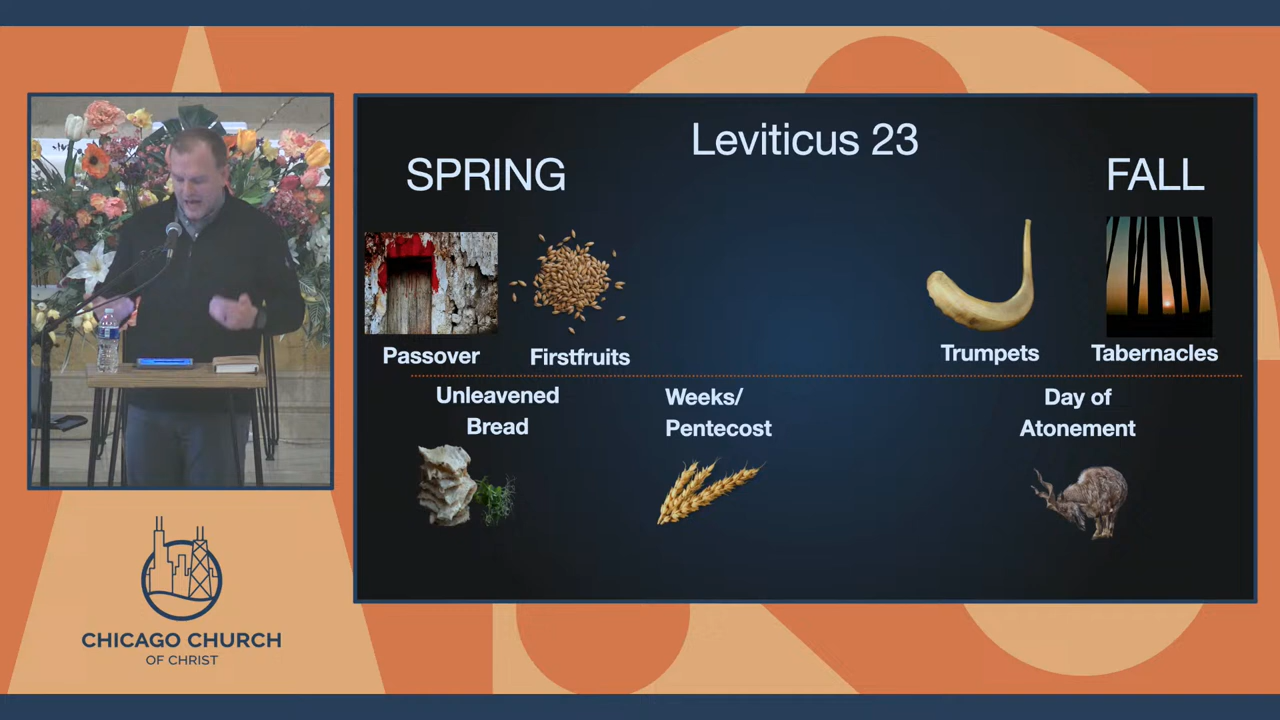 Leviticus 23
SPRING
FALL
Passover
Firstfruits
Trumpets
Tabernacles
Unleavened
Bread
Weeks/
Pentecost
Day of
Atonement
CHICAGO CHURCH
OF CHRIST